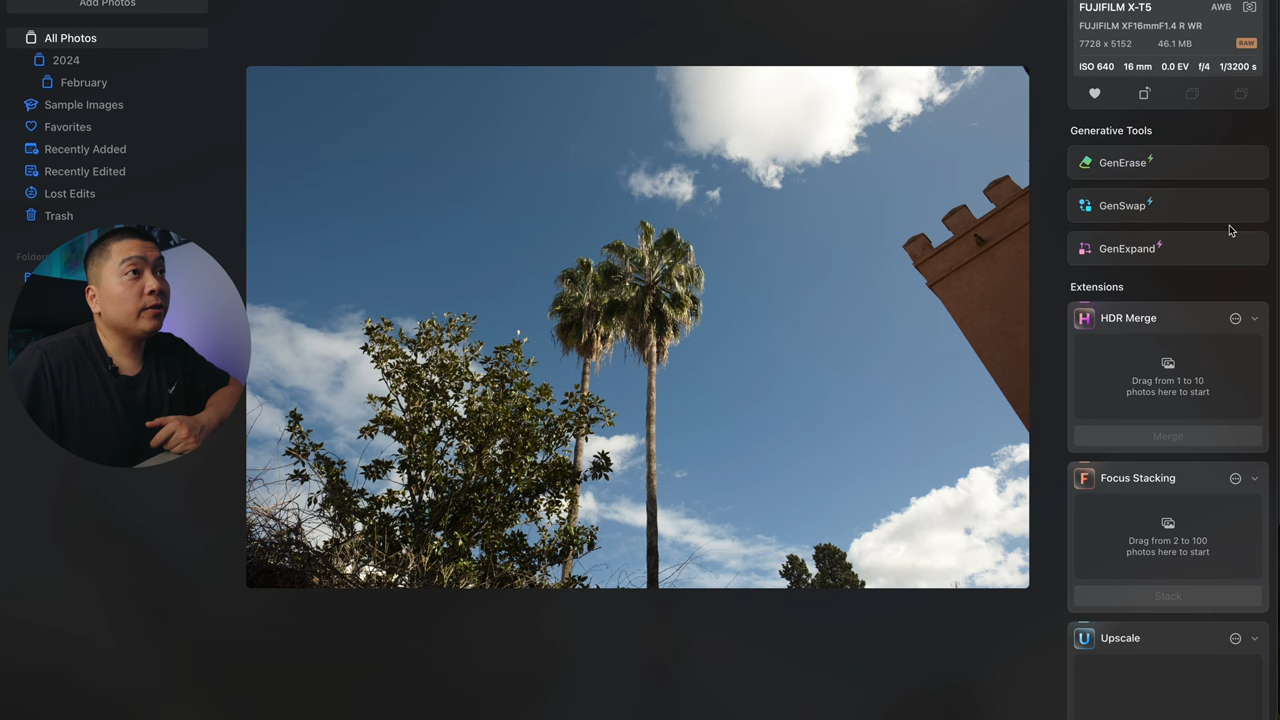 Add Photos
All Photos
2024
February
Sample Images
Favorites
Recently Added
Recently Edited
Lost Edits
Trash
Folders
FUJIFILM X-T5 AWB
FUJIFILM XF16mmF1.4 R WR
7728 x 5152 46.1 MB RAW
ISO 640 16 mm 0.0 EV f/4 1/3200 s
Generative Tools
GenErase
GenSwap
GenExpand
Extensions
H HDR Merge
Drag from 1 to 10
photos here to start
Merge
F Focus Stacking
Drag from 2 to 100
photos here to start
Stack
U Upscale